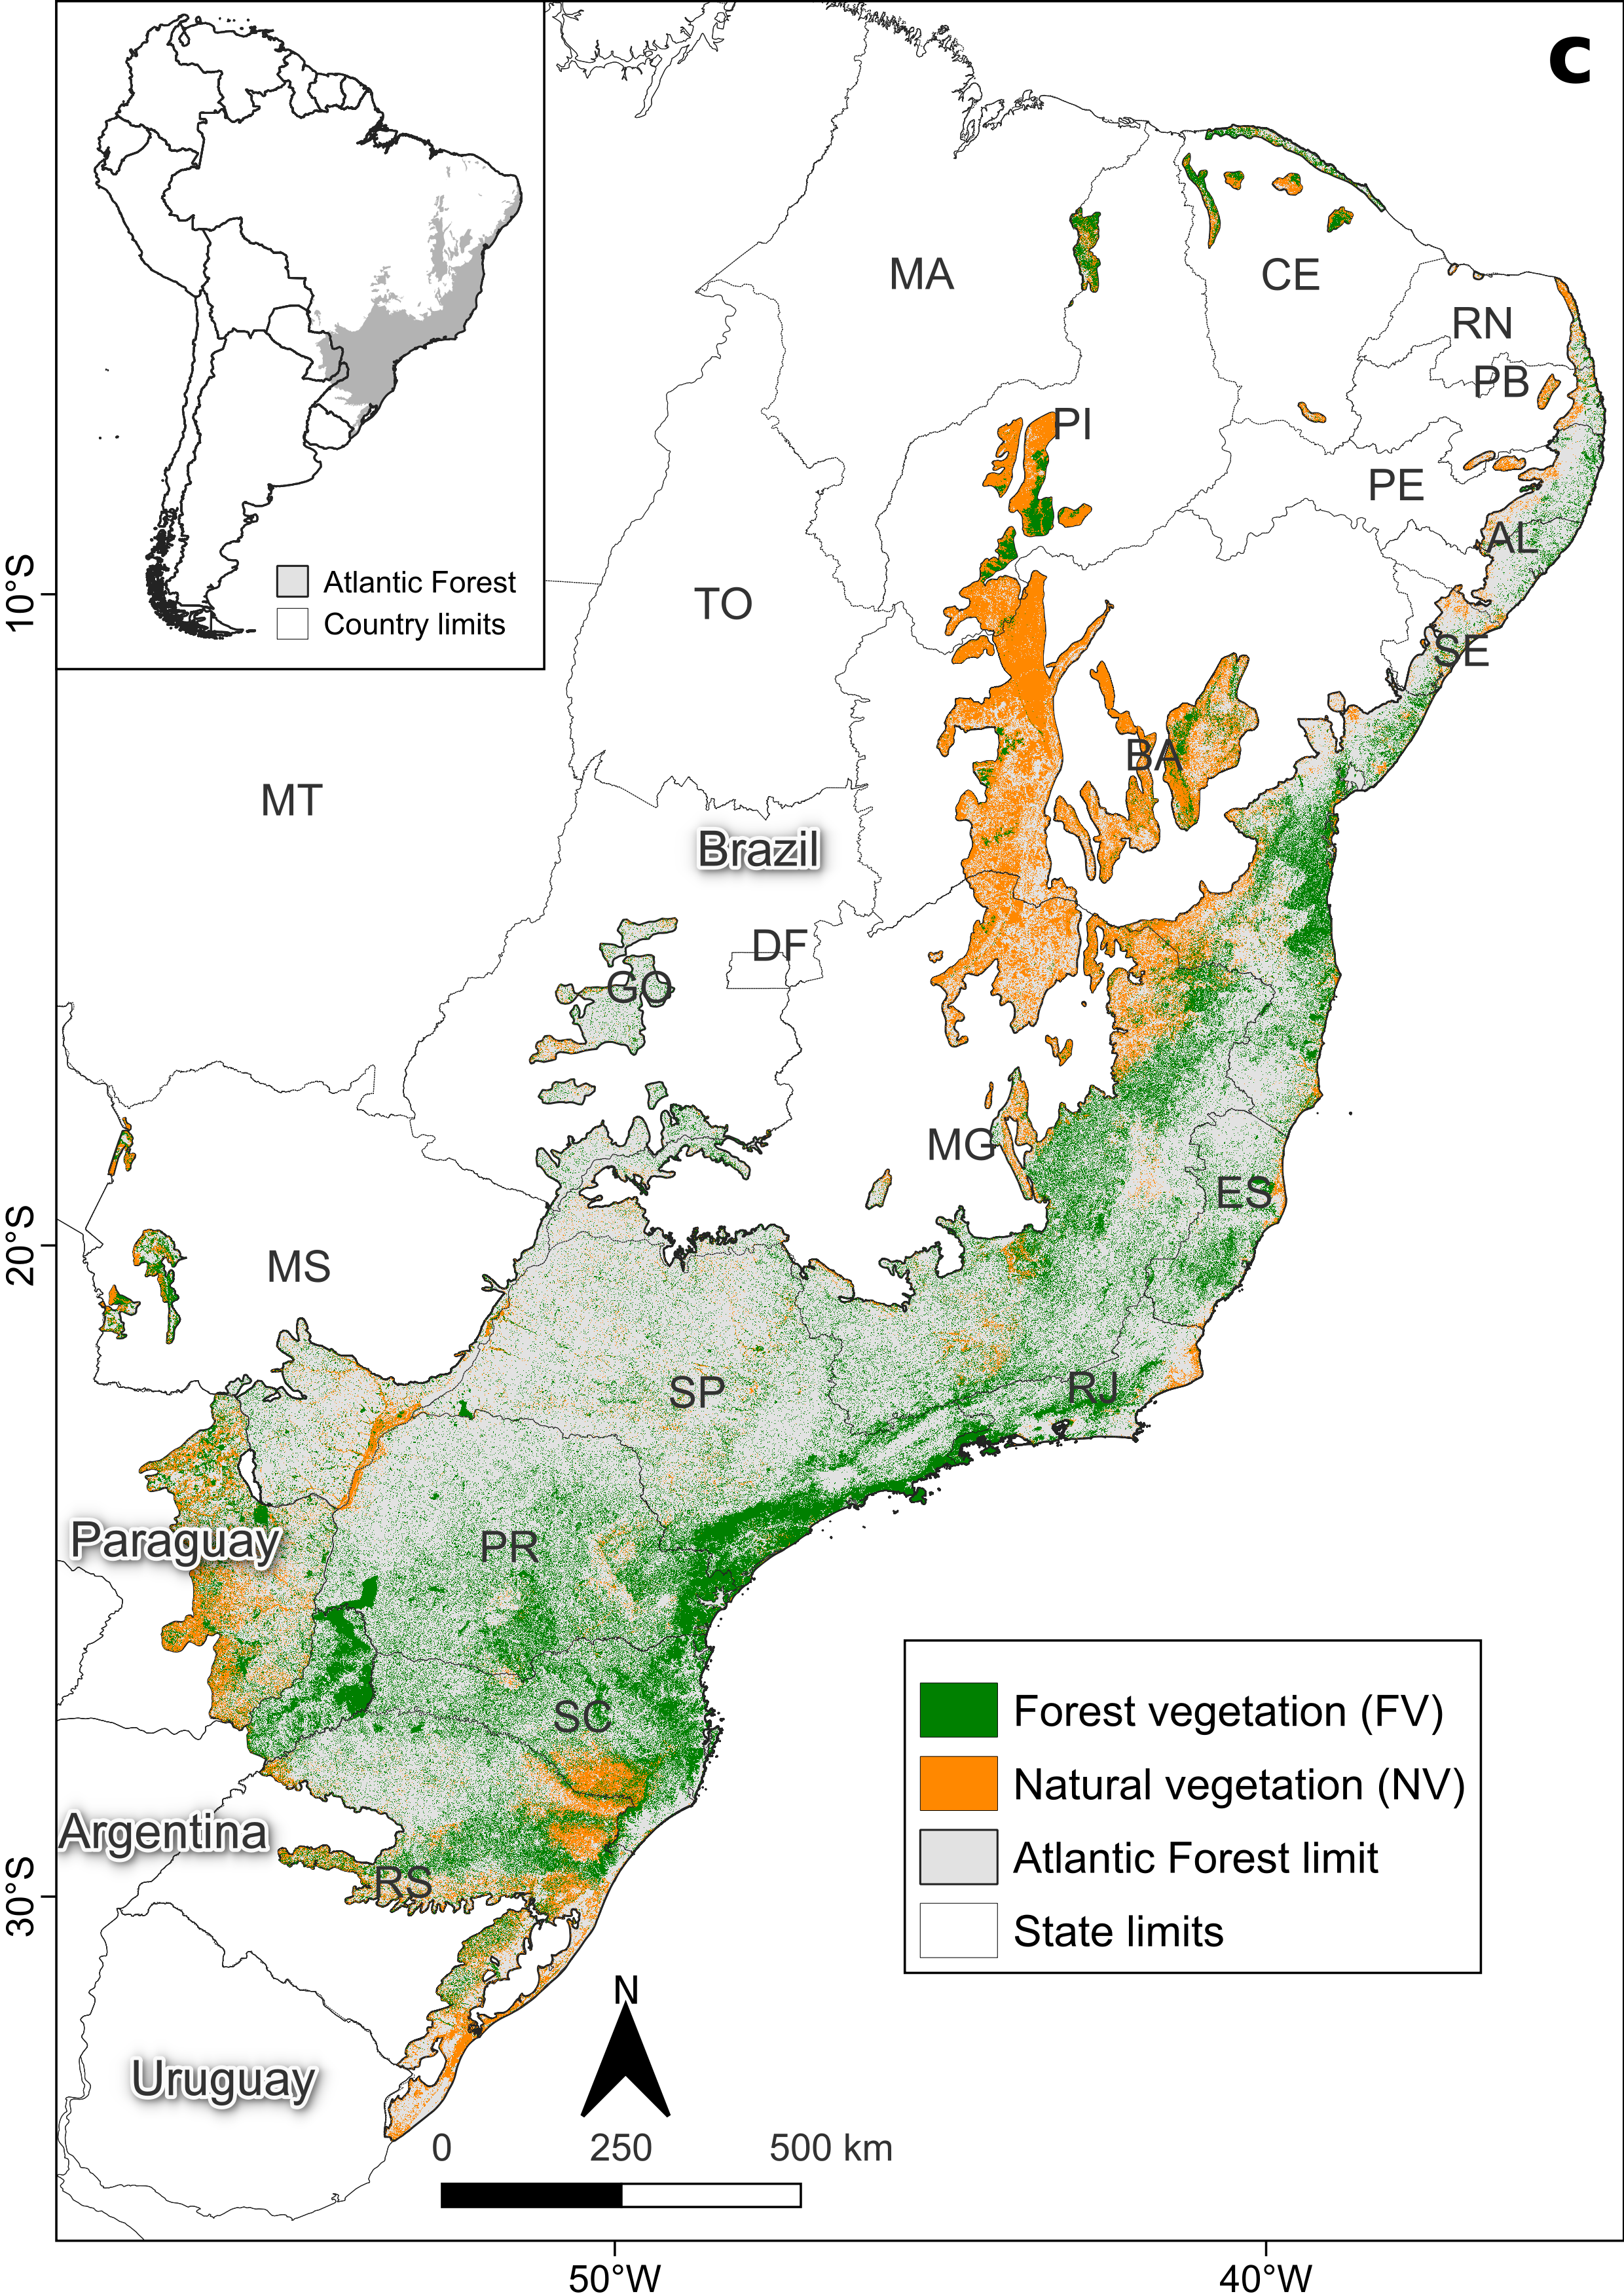 c
Atlantic Forest
Country limits
MA
CE
RN
PB
PI
PE
AL
10°S
TO
SE
BA
MT
Brazil
DF
GO
MG
ES
20°S
MS
SP
RJ
Paraguay
PR
SC
Forest vegetation (FV)
Natural vegetation (NV)
Atlantic Forest limit
State limits
Argentina
RS
30°S
N
Uruguay
0 250 500 km
50°W 40°W